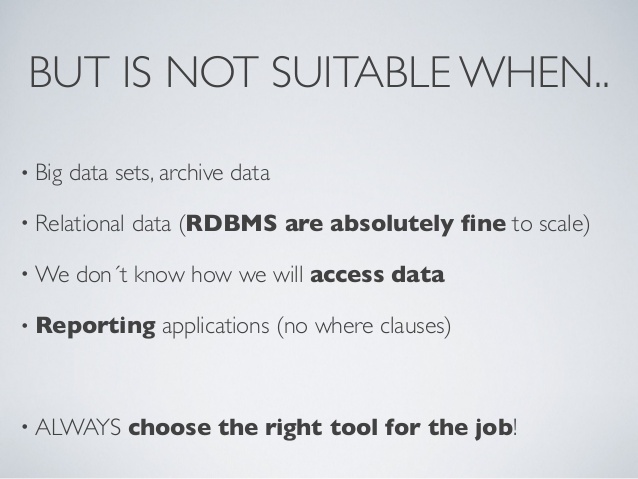 BUT IS NOT SUITABLE WHEN..
• Big data sets, archive data
• Relational data (RDBMS are absolutely fine to scale)
• We don´t know how we will access data
• Reporting applications (no where clauses)
• ALWAYS choose the right tool for the job!